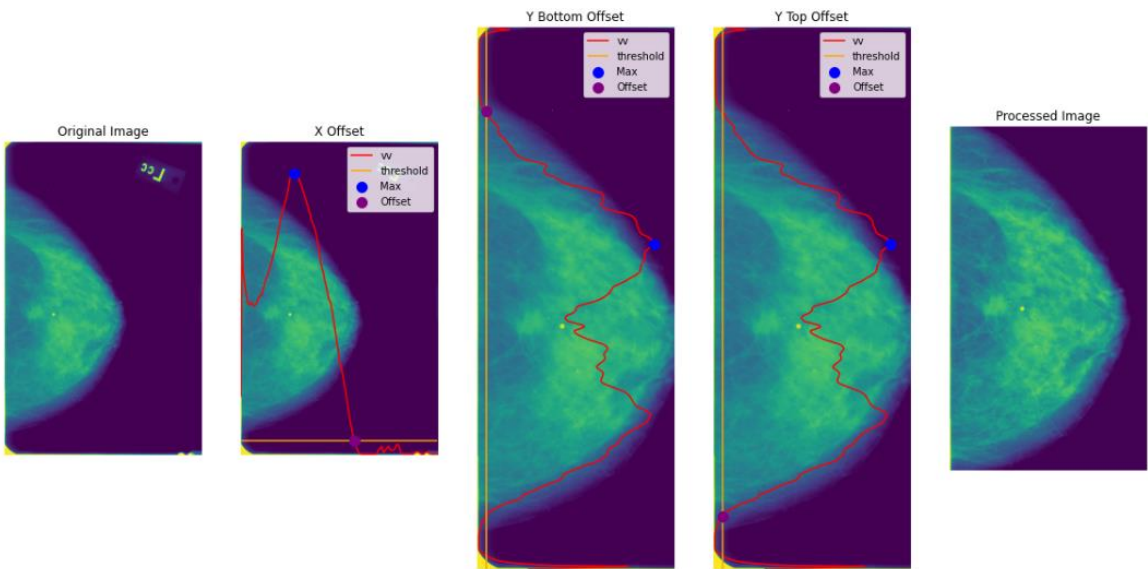 Original Image
Lcc
X Offset
vv
threshold
Max
Offset
Y Bottom Offset
vv
threshold
Max
Offset
Y Top Offset
vv
threshold
Max
Offset
Processed Image